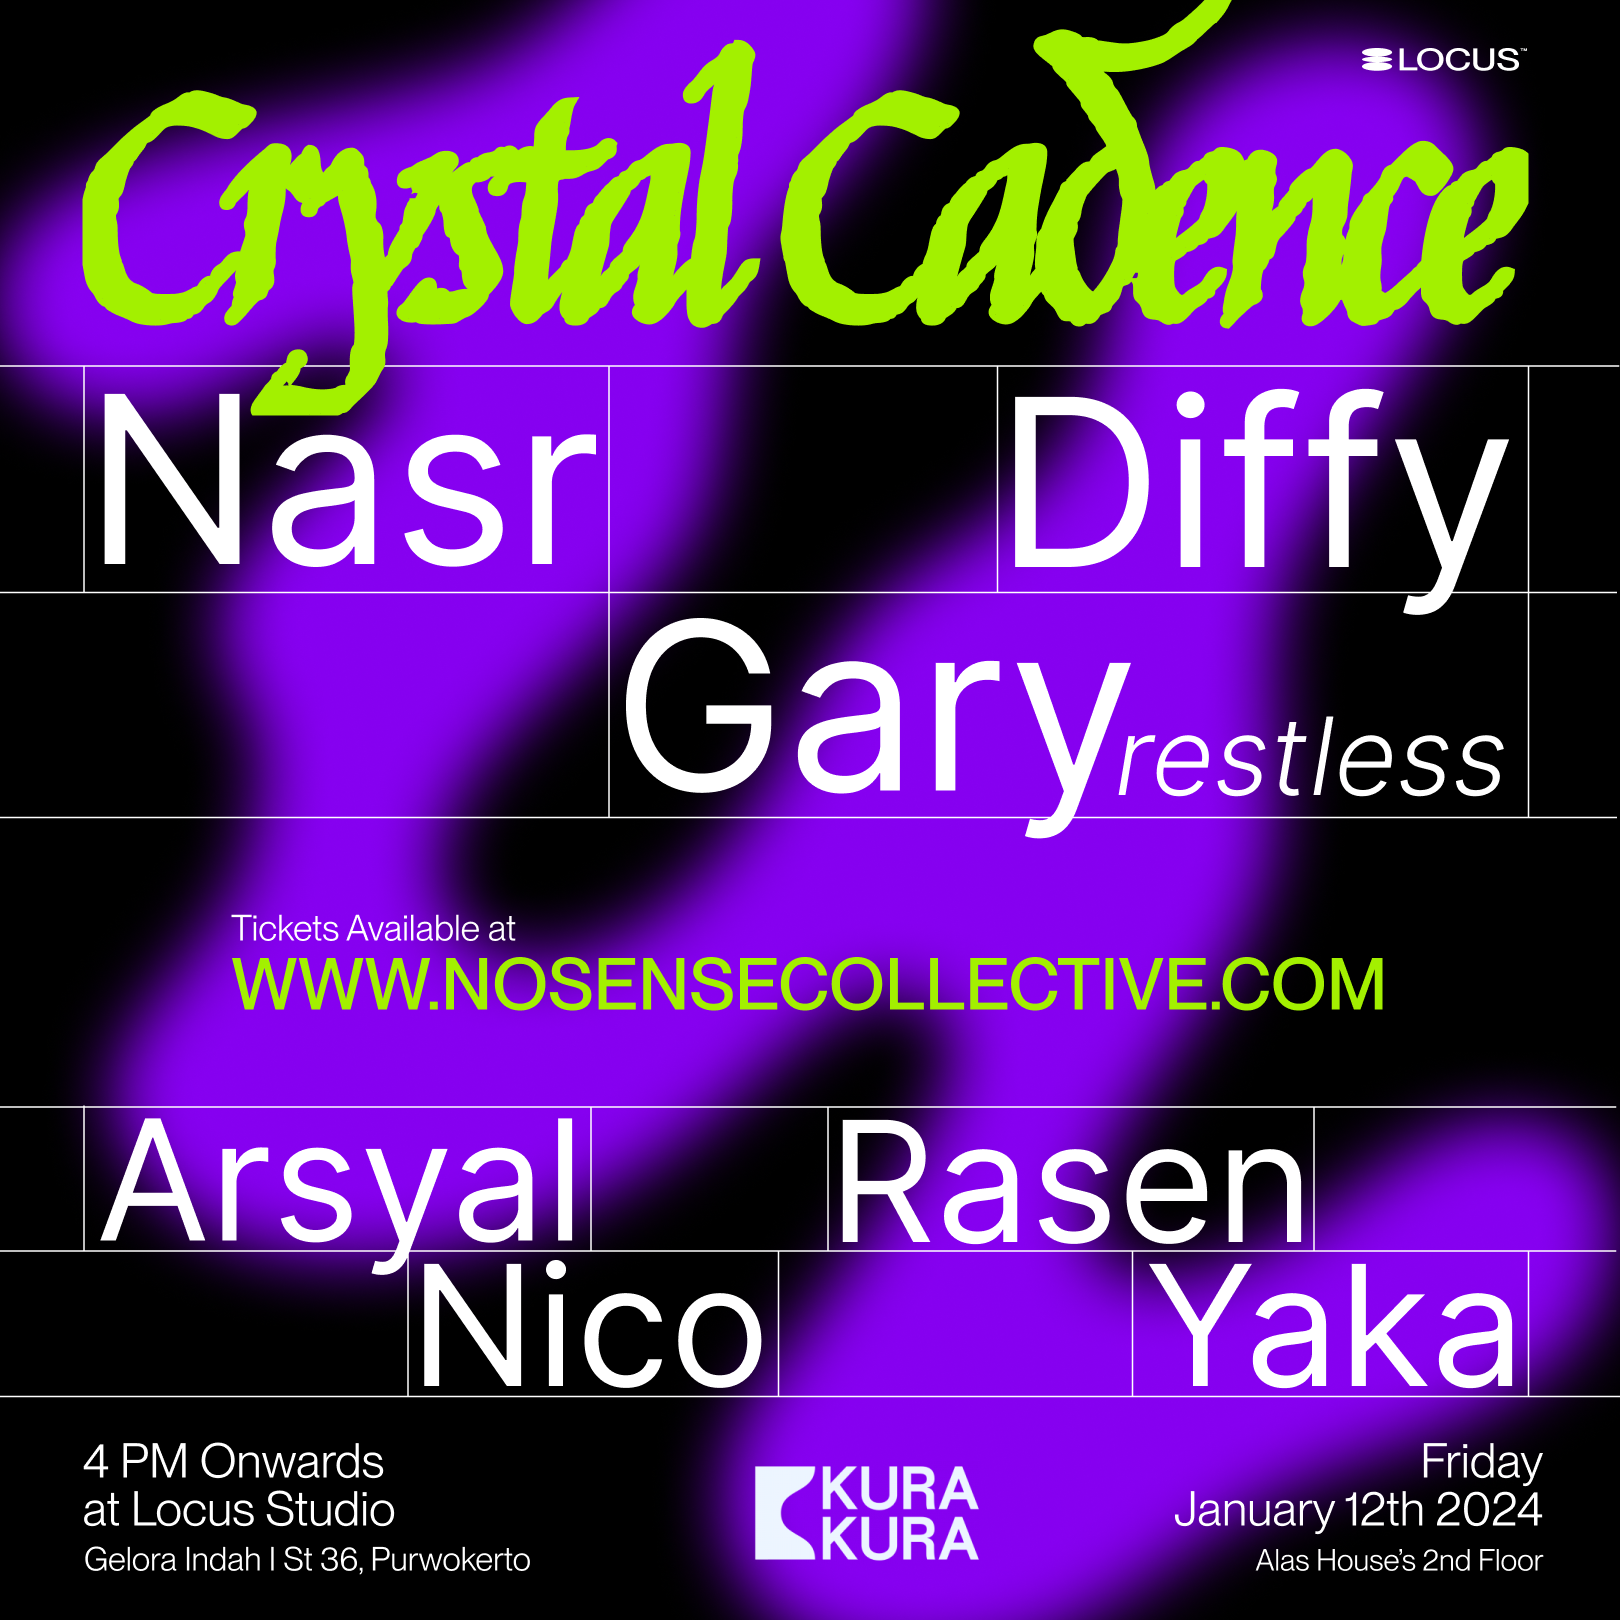 LOCUS™
Crystal Cadence
Nasr
Diffy
Gary restless
Tickets Available at
WWW.NOSENSECOLLECTIVE.COM
Arsyal
Rasen
Nico
Yaka
4 PM Onwards
at Locus Studio
Gelora Indah I St 36, Purwokerto
KURA
KURA
Friday
January 12th 2024
Alas House's 2nd Floor